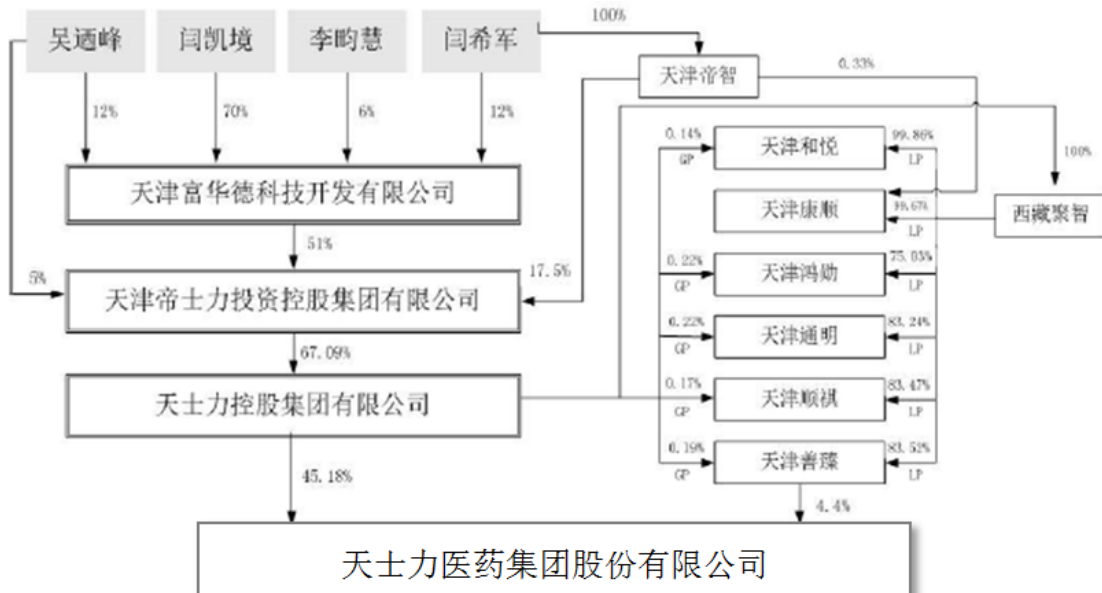 100%
吴迺峰 闫凯境 李畇慧 闫希军
天津帝智 0.33%
12% 70% 6% 12%
0.14% 天津和悦 99.86%
GP LP
100%
天津富华德科技开发有限公司
天津康顺 99.67% 西藏聚智
LP
51%
5% 17.5% 0.22% 天津鸿勋 75.05%
GP LP
天津帝士力投资控股集团有限公司
0.22% 天津通明 83.24%
GP LP
67.09%
天士力控股集团有限公司 0.17% 天津顺祺 83.47%
GP LP
0.19% 天津善臻 83.52%
GP LP
45.18% 4.4%
天士力医药集团股份有限公司